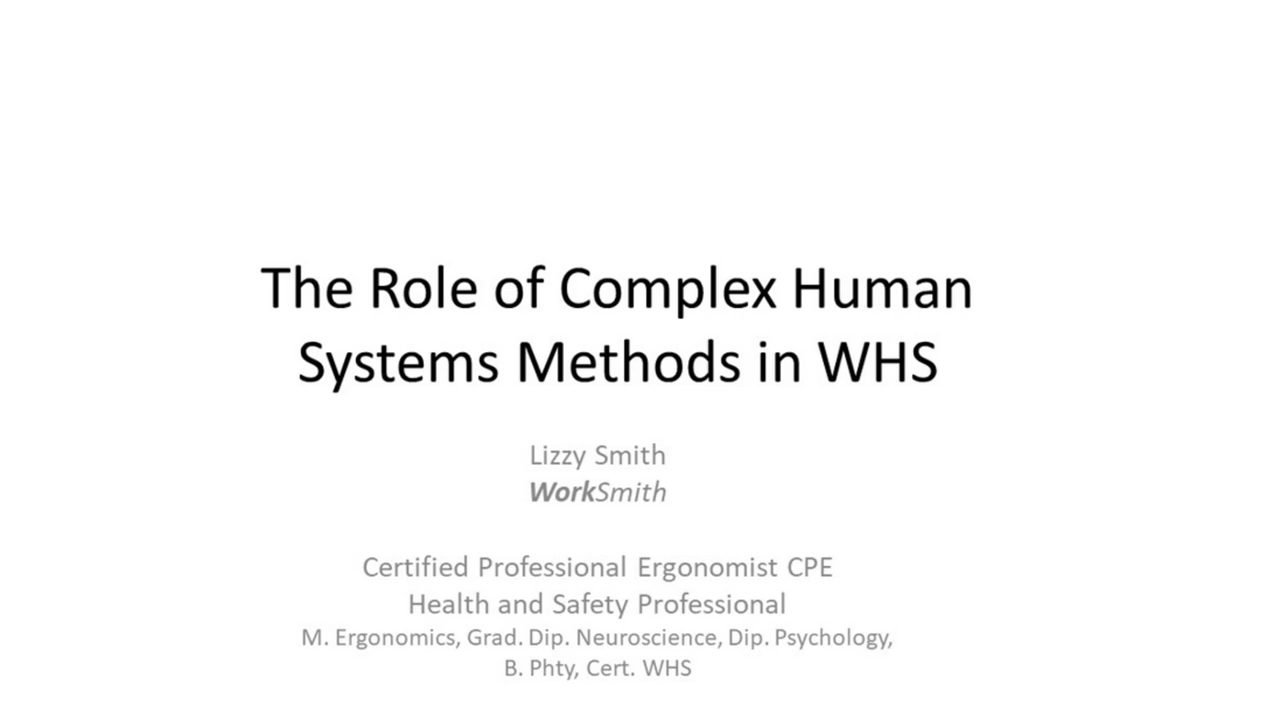 The Role of Complex Human
Systems Methods in WHS
Lizzy Smith
WorkSmith
Certified Professional Ergonomist CPE
Health and Safety Professional
M. Ergonomics, Grad. Dip. Neuroscience, Dip. Psychology,
B. Phty, Cert. WHS